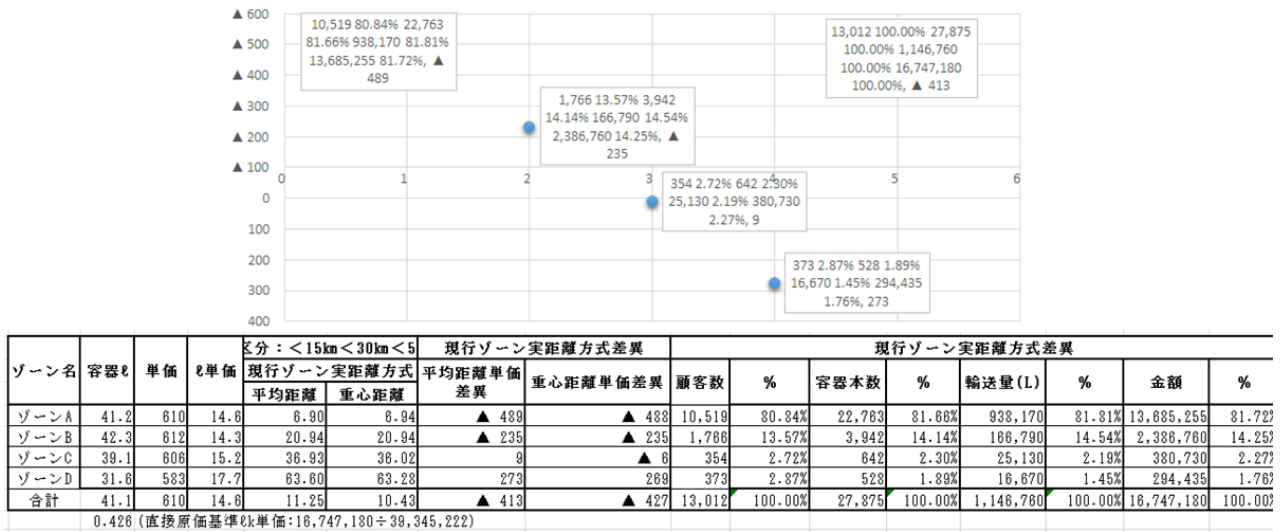 ▲ 600
▲ 500
▲ 400
▲ 300
▲ 200
▲ 100
0
100
200
300
400
0 1 2 3 4 5 6
10,519 80.84% 22,763
81.66% 938,170 81.81%
13,685,255 81.72%, ▲
489
13,012 100.00% 27,875
100.00% 1,146,760
100.00% 16,747,180
100.00%, ▲ 413
1,766 13.57% 3,942
14.14% 166,790 14.54%
2,386,760 14.25%, ▲
235
354 2.72% 642 2.30%
25,130 2.19% 380,730
2.27%, 9
373 2.87% 528 1.89%
16,670 1.45% 294,435
1.76%, 273
ゾーン名 容器ℓ 単価 ℓ単価 区分：<15km<30km<5 現行ゾーン実距離方式差異 現行ゾーン実距離方式差異
現行ゾーン実距離方式 平均距離単価差異 重心距離単価差異 顧客数 % 容器本数 % 輸送量(L) % 金額 %
平均距離 重心距離
ゾーンA 41.2 610 14.6 6.90 6.94 ▲ 489 ▲ 488 10,519 80.84% 22,763 81.66% 938,170 81.81% 13,685,255 81.72%
ゾーンB 42.3 612 14.3 20.94 20.94 ▲ 235 ▲ 235 1,766 13.57% 3,942 14.14% 166,790 14.54% 2,386,760 14.25%
ゾーンC 39.1 606 15.2 36.93 36.02 9 ▲ 6 354 2.72% 642 2.30% 25,130 2.19% 380,730 2.27%
ゾーンD 31.6 583 17.7 63.60 63.28 273 269 373 2.87% 528 1.89% 16,670 1.45% 294,435 1.76%
合計 41.1 610 14.6 11.25 10.43 ▲ 413 ▲ 427 13,012 100.00% 27,875 100.00% 1,146,760 100.00% 16,747,180 100.00%
0.426 (直接原価基準ℓk単価:16,747,180÷39,345,222)